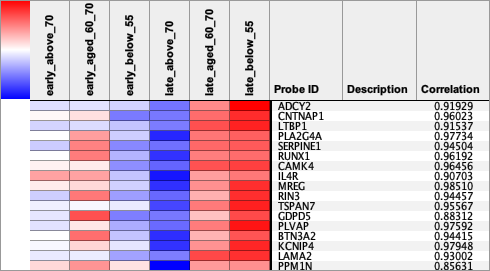 early_above_70
early_aged_60_70
early_below_55
late_above_70
late_aged_60_70
late_below_55
Probe ID Description Correlation
ADCY2 0.91929
CNTNAP1 0.96023
LTBP1 0.91537
PLA2G4A 0.97734
SERPINE1 0.94504
RUNX1 0.96192
CAMK4 0.96456
IL4R 0.90703
MREG 0.98510
RIN3 0.94457
TSPAN7 0.95567
GDPD5 0.88312
PLVAP 0.97592
BTN3A2 0.94415
KCNIP4 0.97948
LAMA2 0.93002
PPM1N 0.85631